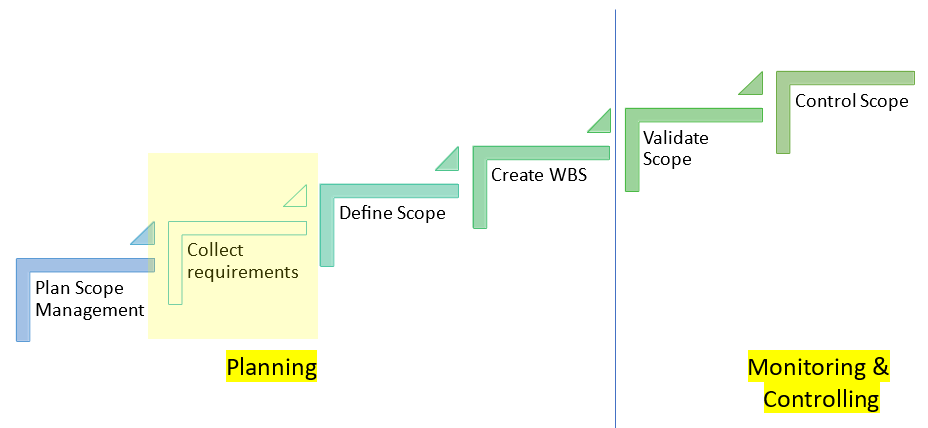 Plan Scope
Management
Collect
requirements
Define Scope
Create WBS
Validate
Scope
Control Scope
Planning
Monitoring &
Controlling